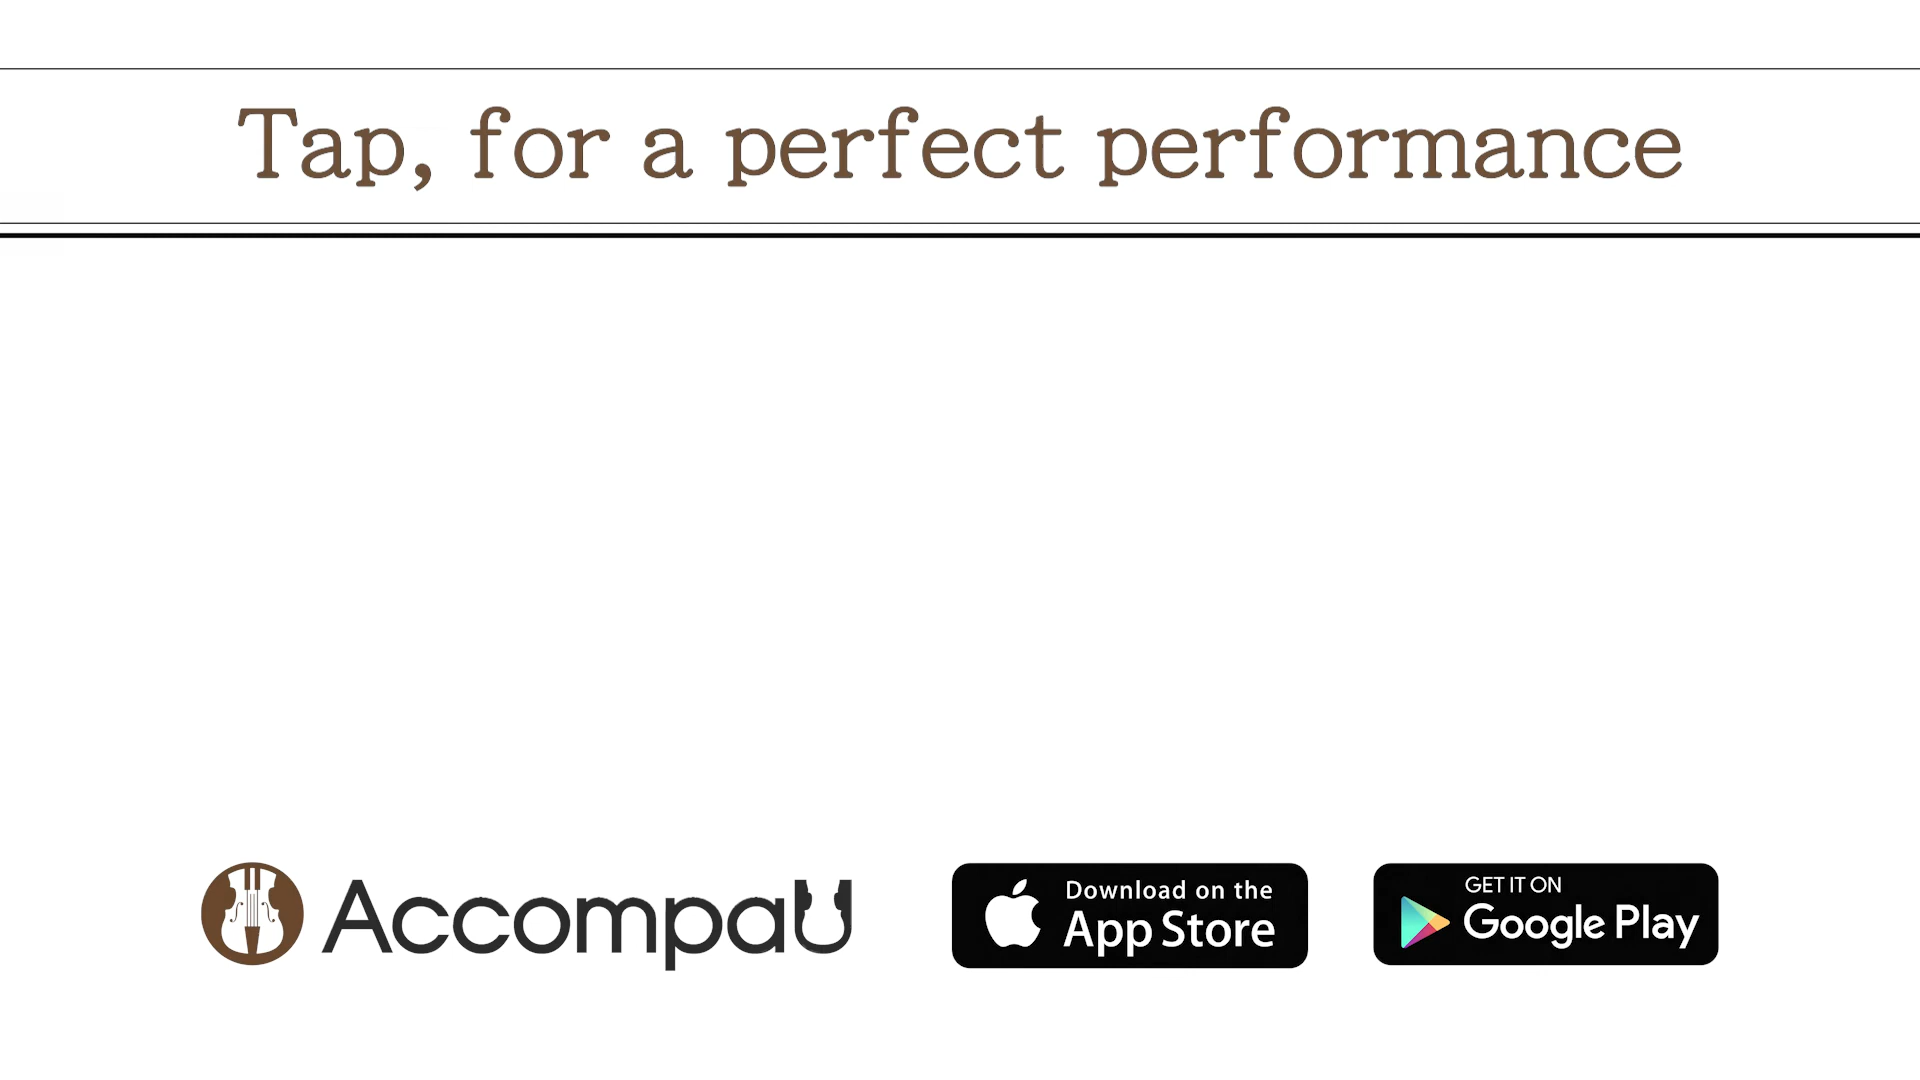 Tap, for a perfect performance
AccompaU
Download on the
App Store
GET IT ON
Google Play